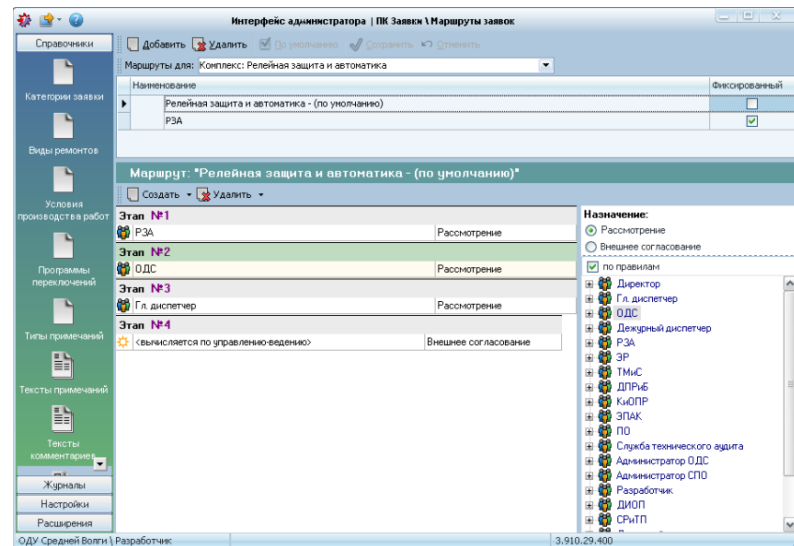 Интерфейс администратора | ПК Заявки \ Маршруты заявок
Справочники
Категории заявки
Виды ремонтов
Условия
производства работ
Программы
переключений
Типы примечаний
Тексты примечаний
Тексты
комментариев
Журналы
Настройки
Расширения
Добавить Удалить По умолчанию Сохранить Отменить
Маршруты для: Комплекс: Релейная защита и автоматика
Наименование Фиксированный
Релейная защита и автоматика - (по умолчанию)
РЗА
Маршрут: "Релейная защита и автоматика - (по умолчанию)"
Создать Удалить
Этап №1
РЗА Рассмотрение
Этап №2
ОДС Рассмотрение
Этап №3
Гл. диспетчер Рассмотрение
Этап №4
<вычисляется по управлению-ведению> Внешнее согласование
Назначение:
Рассмотрение
Внешнее согласование
по правилам
Директор
Гл. диспетчер
ОДС
Дежурный диспетчер
РЗА
ЭР
ТМиС
ДПРиБ
КиОПР
ЭПАК
ПО
Служба технического аудита
Администратор ОДС
Администратор СПО
Разработчик
ДИОП
СРиТП
ОДУ Средней Волги \ Разработчик 3.910.29.400